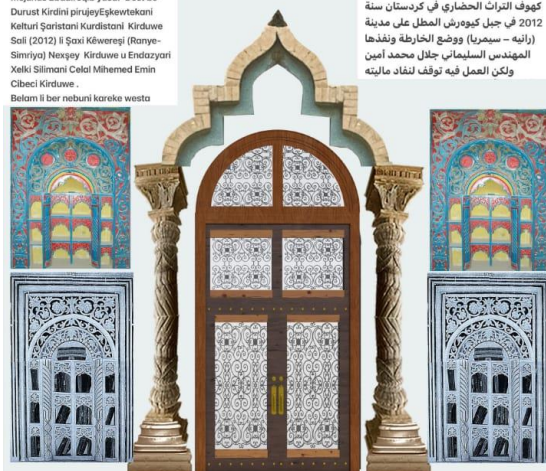 Durust Kirdini pirujeyEşkewtekani
Kelturi Şaristani Kurdistani Kirduwe
Sali (2012) li Şaxi Kêwereşi (Ranye-
Simriya) Nexşey Kirduwe u Endazyari
Xelki Silimani Celal Mihemed Emin
Cibeci Kirduwe .
Belam li ber nebuni kareke westa
كهوف التراث الحضاري في كردستان سنة
2012 في جبل كيوەرش المطل على مدينة
(رانيه – سيمريا) ووضع الخارطة ونفذها
المهندس السليماني جلال محمد أمين
ولكن العمل فيه توقف لنفاد ماليته